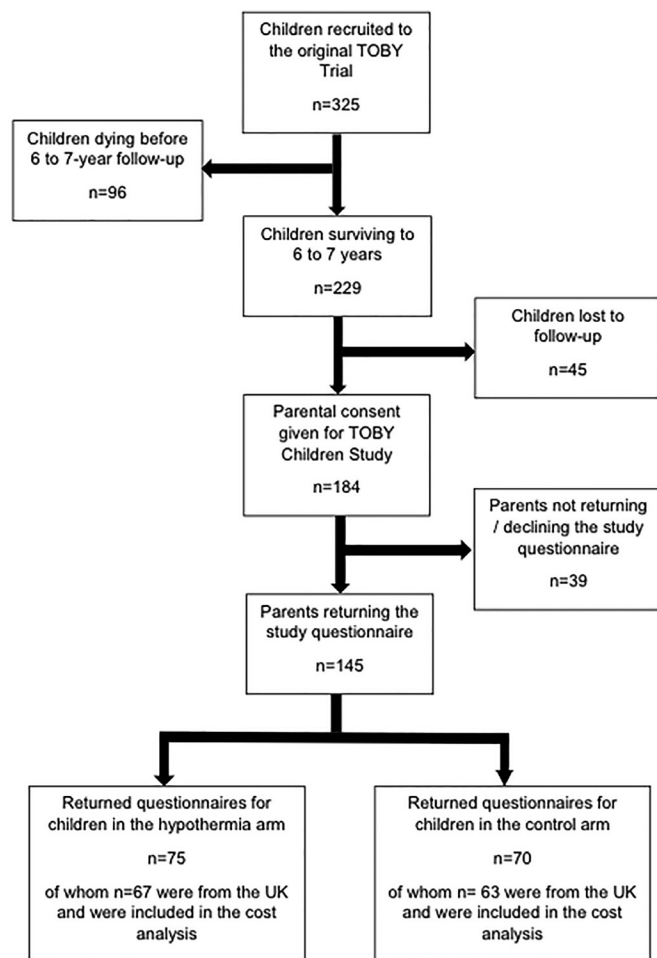 Children recruited to
the original TOBY
Trial
n=325
Children dying before
6 to 7-year follow-up
n=96
Children surviving to
6 to 7 years
n=229
Children lost to
follow-up
n=45
Parental consent
given for TOBY
Children Study
n=184
Parents not returning
/ declining the study
questionnaire
n=39
Parents returning the
study questionnaire
n=145
Returned questionnaires for
children in the hypothermia arm
n=75
of whom n=67 were from the UK
and were included in the cost
analysis
Returned questionnaires for
children in the control arm
n=70
of whom n= 63 were from the UK
and were included in the cost
analysis